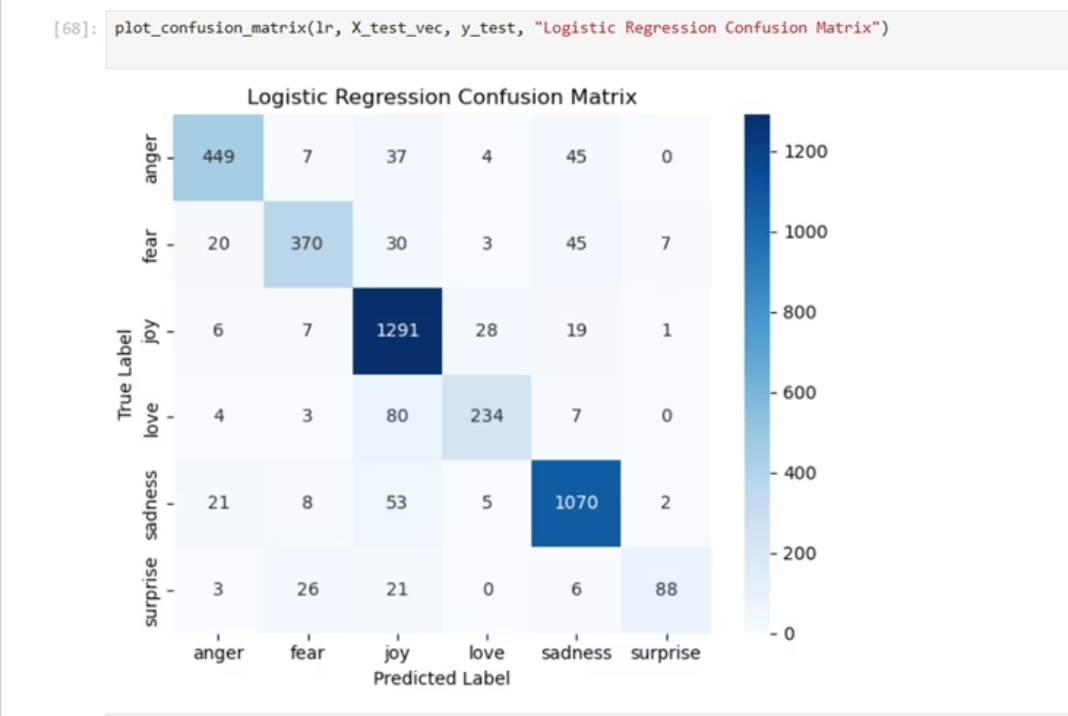 [68]: plot_confusion_matrix(lr, X_test_vec, y_test, "Logistic Regression Confusion Matrix")
Logistic Regression Confusion Matrix
anger 449 7 37 4 45 0
fear 20 370 30 3 45 7
joy 6 7 1291 28 19 1
love 4 3 80 234 7 0
sadness 21 8 53 5 1070 2
surprise 3 26 21 0 6 88
True Label
anger fear joy love sadness surprise
Predicted Label
1200
1000
800
600
400
200
0